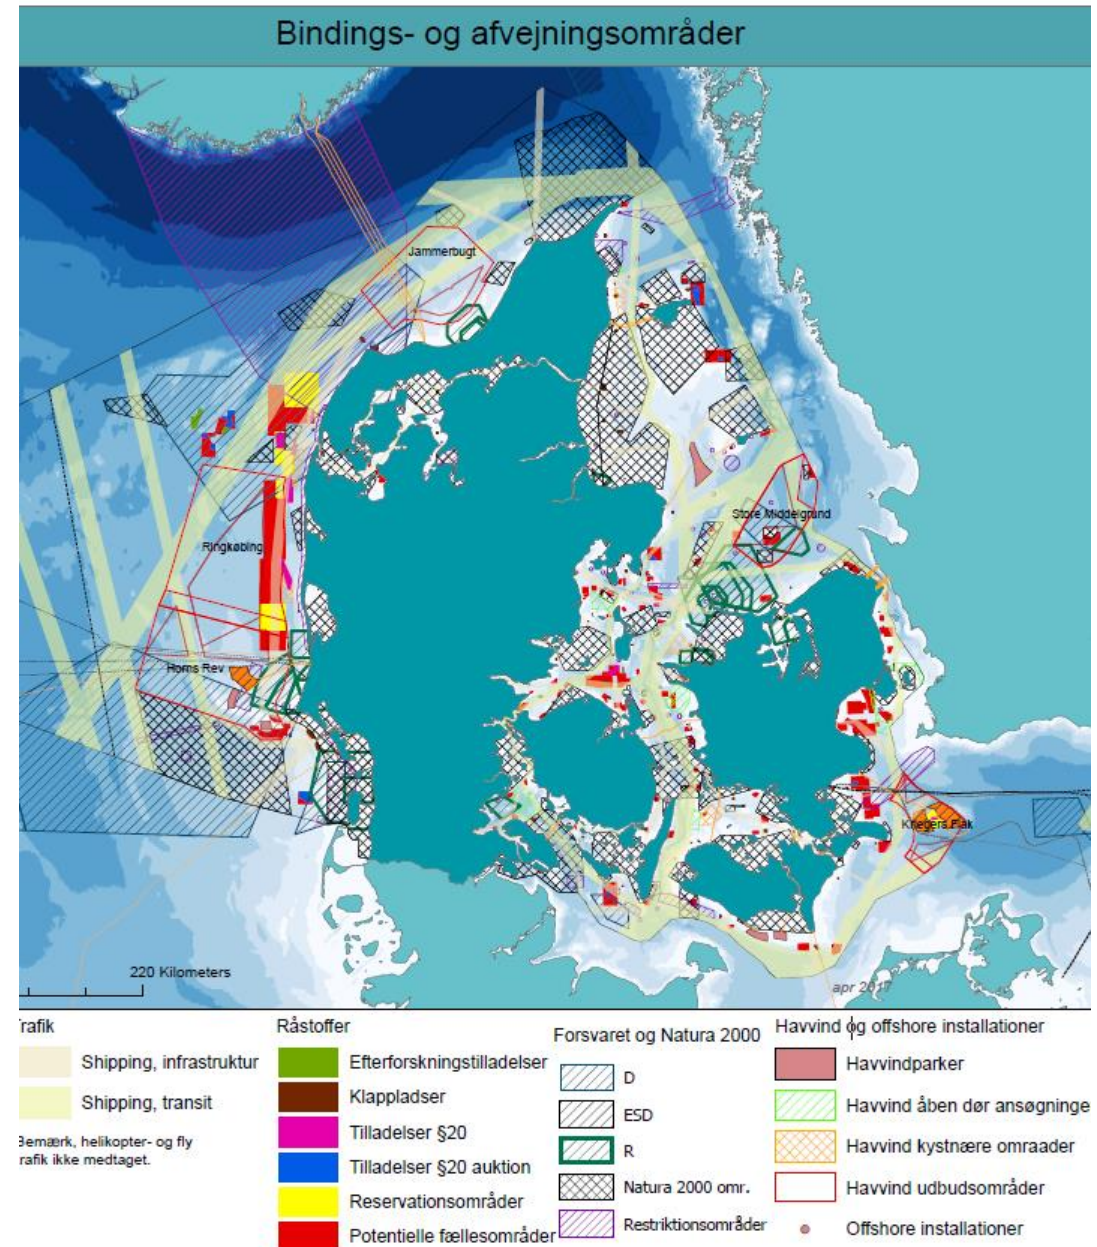 Bindings- og afvejningsområder
Jammerbugt
Store Middelgrund
Ringkøbing
Horns Rev
Kriegers Flak
220 Kilometers
apr 2017
rafik
Shipping, infrastruktur
Shipping, transit
Bemærk, helikopter- og fly
rafik ikke medtaget.
Råstoffer
Efterforskningstilladelser
Klappladser
Tilladelser §20
Tilladelser §20 auktion
Reservationsområder
Potentielle fællesområder
Forsvaret og Natura 2000
D
ESD
R
Natura 2000 omr.
Restriktionsområder
Havvind og offshore installationer
Havvindparker
Havvind åben dør ansøgninge
Havvind kystnære omraader
Havvind udbudsområder
Offshore installationer